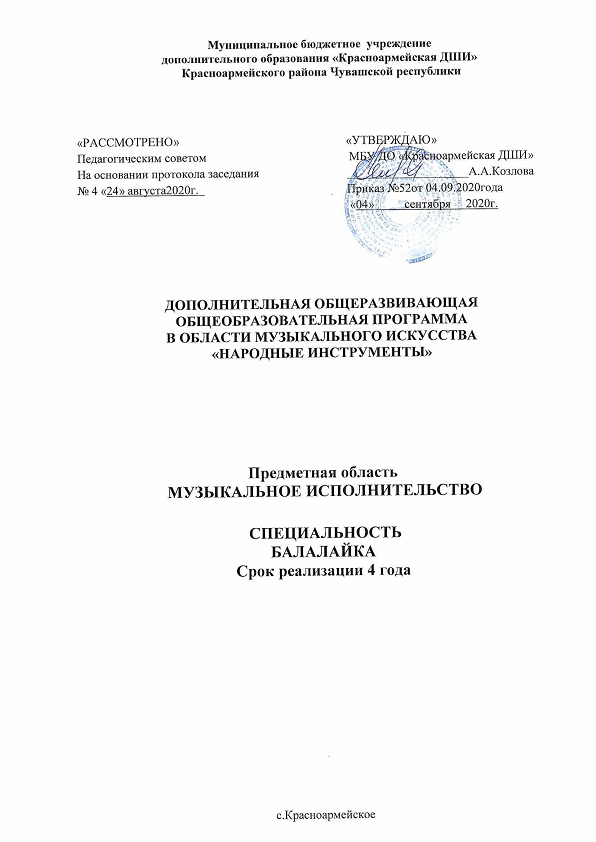 Муниципальное бюджетное учреждение
дополнительного образования «Красноармейская ДШИ»
Красноармейского района Чувашской республики
«РАССМОТРЕНО»
Педагогическим советом
На основании протокола заседания
№ 4 «24» августа2020г.
«УТВЕРЖДАЮ»
МБУ ДО «Красноармейская ДШИ»
А.А.Козлова
Приказ №52от 04.09.2020года
«04» сентября 2020г.
ДОПОЛНИТЕЛЬНАЯ ОБЩЕРАЗВИВАЮЩАЯ
ОБЩЕОБРАЗОВАТЕЛЬНАЯ ПРОГРАММА
В ОБЛАСТИ МУЗЫКАЛЬНОГО ИСКУССТВА
«НАРОДНЫЕ ИНСТРУМЕНТЫ»
Предметная область
МУЗЫКАЛЬНОЕ ИСПОЛНИТЕЛЬСТВО
СПЕЦИАЛЬНОСТЬ
БАЛАЛАЙКА
Срок реализации 4 года
с.Красноармейское